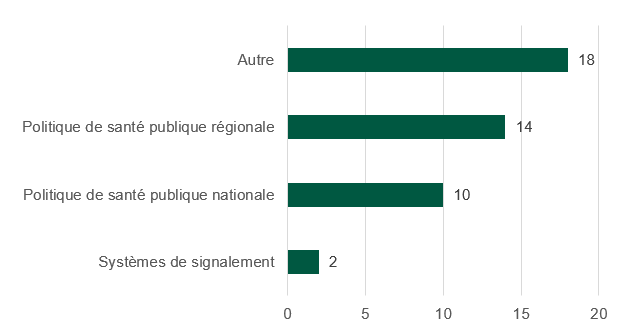 Autre 18
Politique de santé publique régionale 14
Politique de santé publique nationale 10
Systèmes de signalement 2
0 5 10 15 20